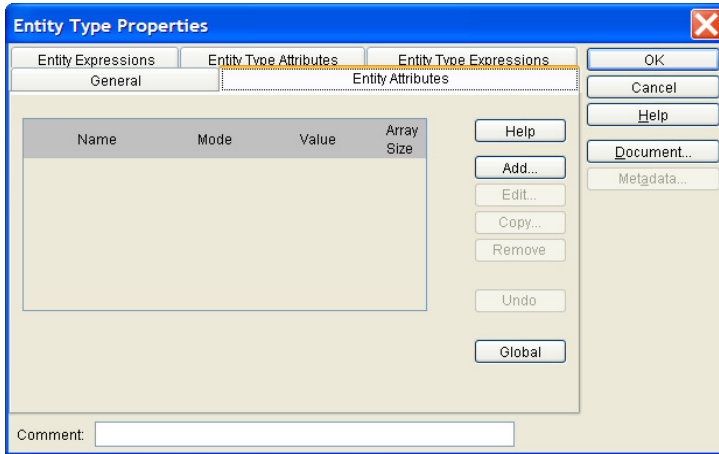 Entity Type Properties
Entity Expressions
Entity Type Attributes
Entity Type Expressions
General
Entity Attributes
Name
Mode
Value
Array
Size
Help
Add...
Edit...
Copy...
Remove
Undo
Global
Comment:
OK
Cancel
Help
Document...
Metadata...